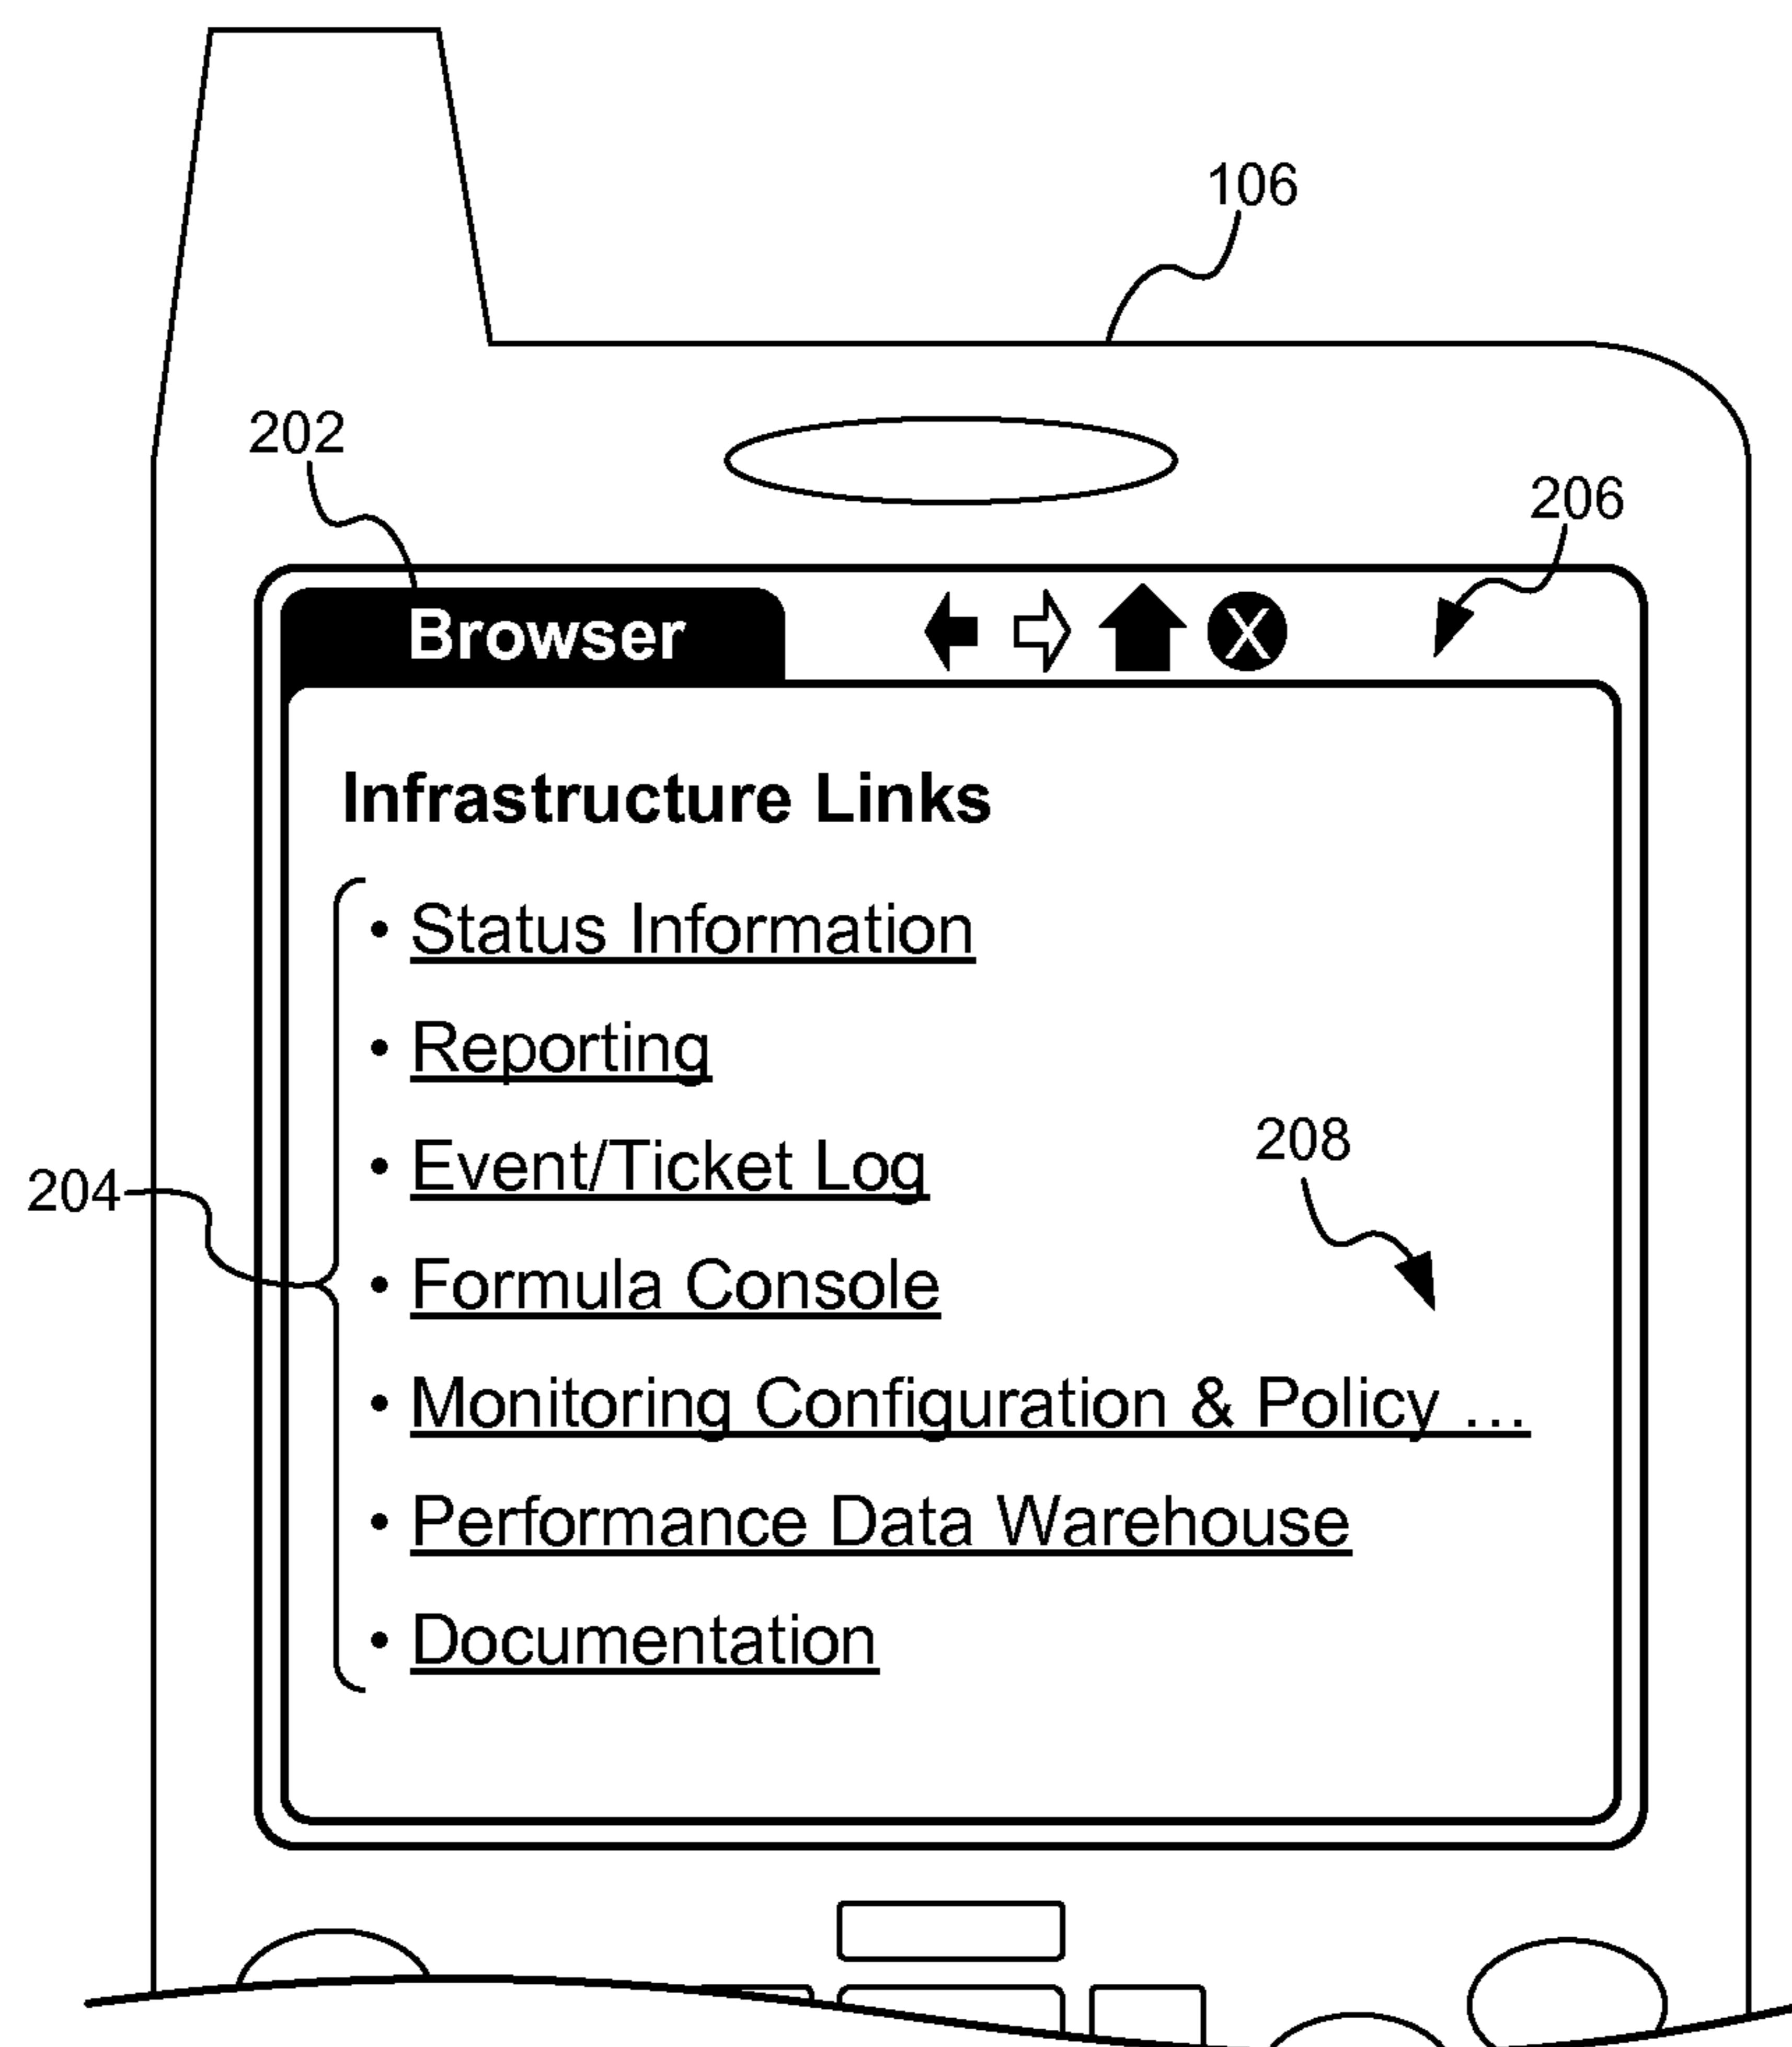 106
202
206
Browser
X
Infrastructure Links
• Status Information
• Reporting
• Event/Ticket Log
208
204
• Formula Console
• Monitoring Configuration & Policy ...
• Performance Data Warehouse
• Documentation